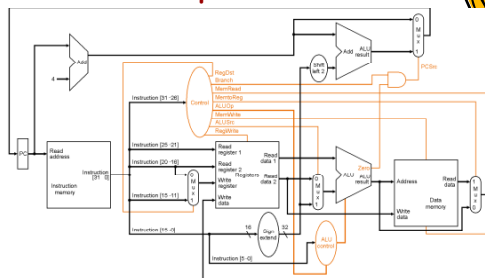 0
M
u
x
1
Add
ALU
result
Add
4
Shift
left 2
RegDst
Branch
MemRead
MemtoReg
ALUOp
MemWrite
ALUSrc
RegWrite
PCSrc
Instruction [31-26]
Control
PC
Read
address
Instruction
[31-0]
Instruction
memory
Instruction [25-21]
Instruction [20-16]
Instruction [15-11]
0
M
u
x
1
Read
register 1
Read
register 2
Write
register
Write
data
Read
data 1
Read
data 2
Registers
0
M
u
x
1
Zero
ALU
ALU
result
Address
Read
data
Data
memory
Write
data
1
M
u
x
0
Instruction [15-0]
16
Sign
extend
32
ALU
control
Instruction [5-0]